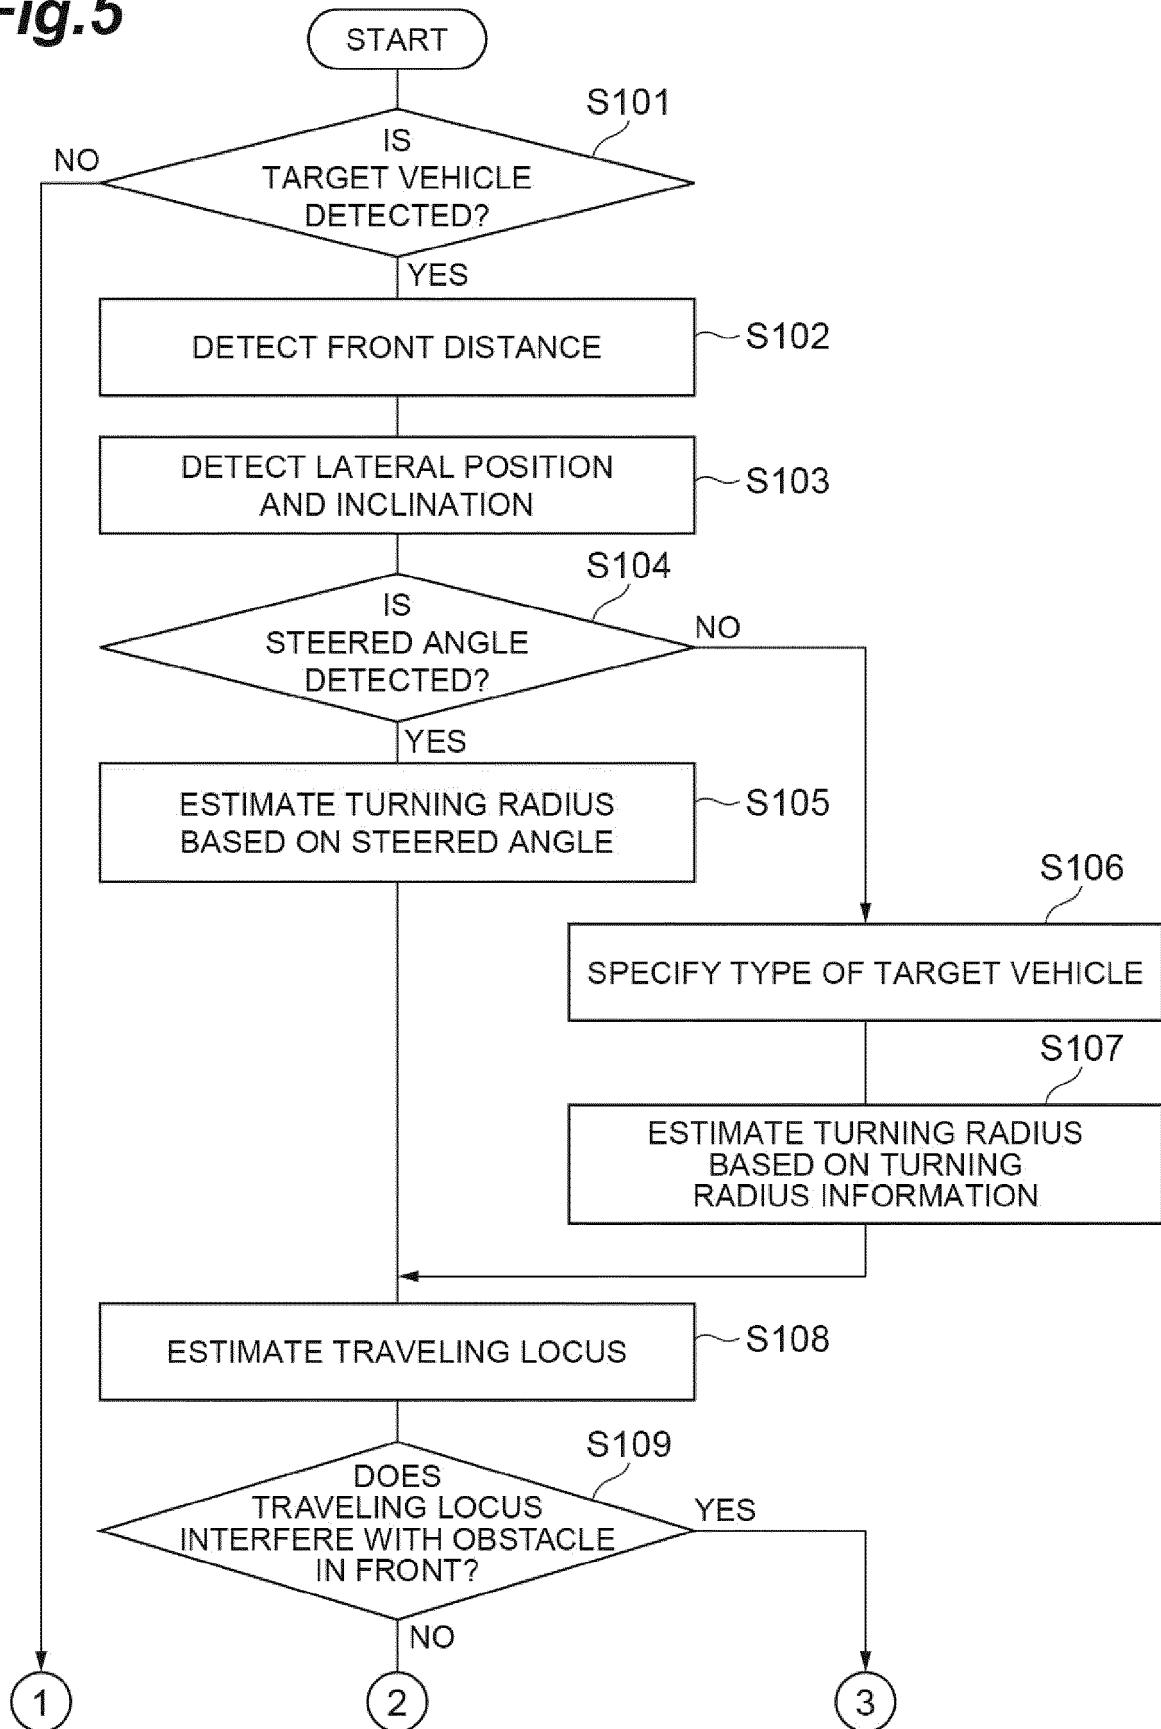 Fig.5
START
S101
IS
TARGET VEHICLE
DETECTED?
NO
YES
DETECT FRONT DISTANCE
S102
DETECT LATERAL POSITION
AND INCLINATION
S103
S104
IS
STEERED ANGLE
DETECTED?
NO
YES
ESTIMATE TURNING RADIUS
BASED ON STEERED ANGLE
S105
S106
SPECIFY TYPE OF TARGET VEHICLE
S107
ESTIMATE TURNING RADIUS
BASED ON TURNING
RADIUS INFORMATION
ESTIMATE TRAVELING LOCUS
S108
S109
DOES
TRAVELING LOCUS
INTERFERE WITH OBSTACLE
IN FRONT?
YES
NO
1
2
3